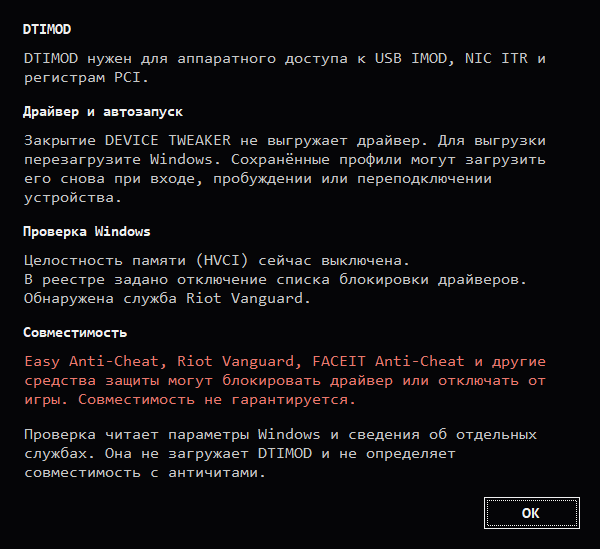 DTIMOD
DTIMOD нужен для аппаратного доступа к USB IMOD, NIC ITR и
регистрам PCI.
Драйвер и автозапуск
Закрытие DEVICE TWEAKER не выгружает драйвер. Для выгрузки
перезагрузите Windows. Сохранённые профили могут загрузить
его снова при входе, пробуждении или переподключении
устройства.
Проверка Windows
Целостность памяти (HVCI) сейчас выключена.
В реестре задано отключение списка блокировки драйверов.
Обнаружена служба Riot Vanguard.
Совместимость
Easy Anti-Cheat, Riot Vanguard, FACEIT Anti-Cheat и другие
средства защиты могут блокировать драйвер или отключать от
игры. Совместимость не гарантируется.
Проверка читает параметры Windows и сведения об отдельных
службах. Она не загружает DTIMOD и не определяет
совместимость с античитами.
OK